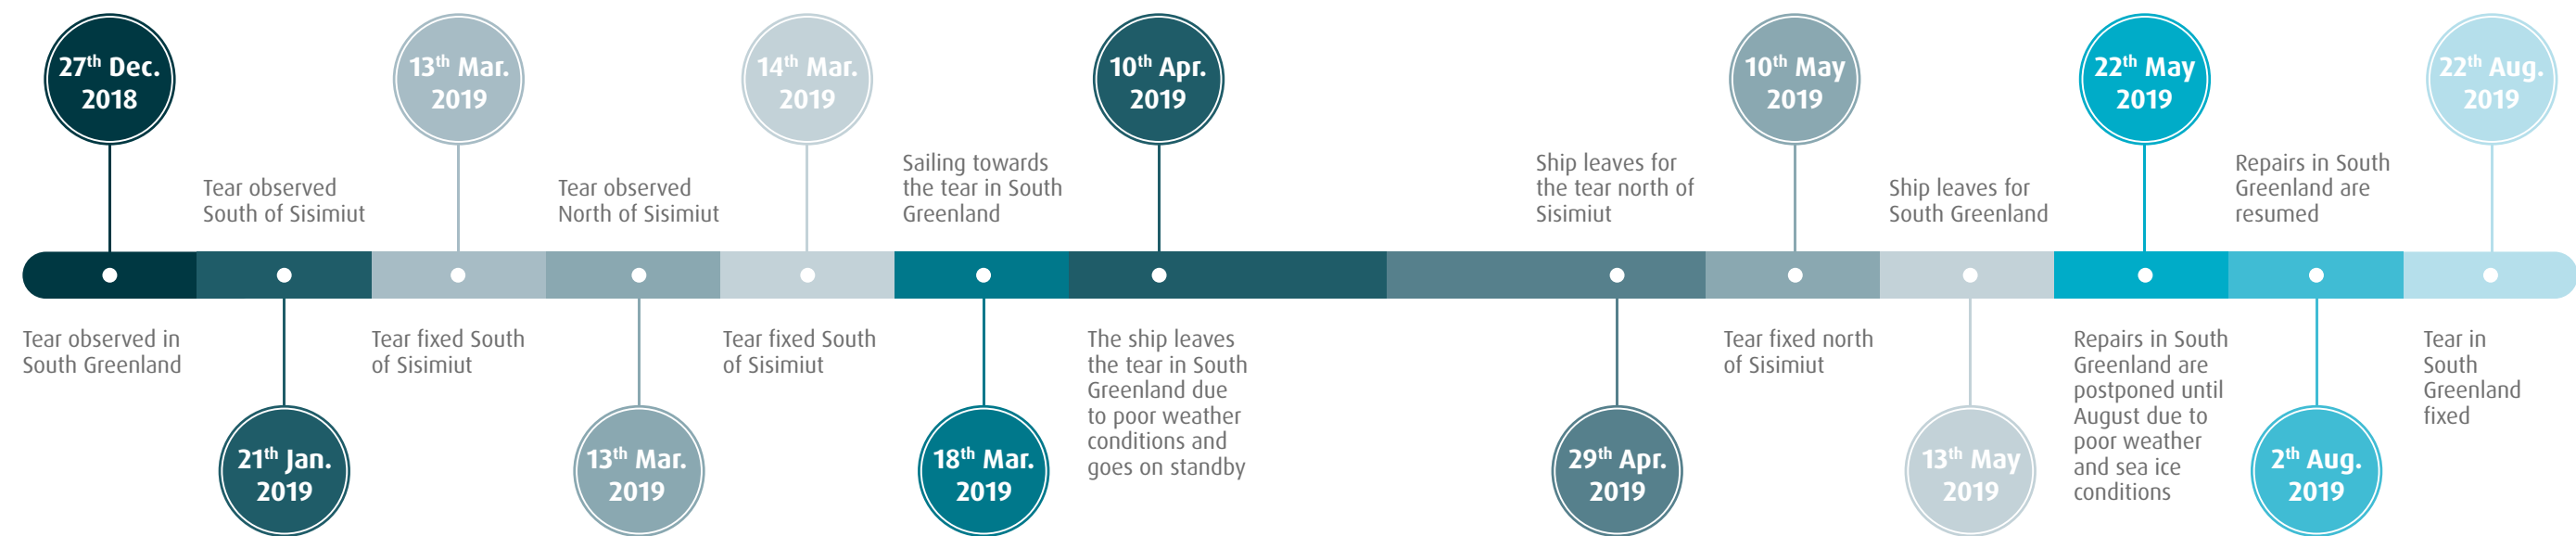 27th Dec.
2018
Tear observed in
South Greenland
Tear observed
South of Sisimiut
21th Jan.
2019
13th Mar.
2019
Tear fixed South
of Sisimiut
Tear observed
North of Sisimiut
13th Mar.
2019
14th Mar.
2019
Tear fixed South
of Sisimiut
Sailing towards
the tear in South
Greenland
18th Mar.
2019
10th Apr.
2019
The ship leaves
the tear in South
Greenland due
to poor weather
conditions and
goes on standby
Ship leaves for
the tear north of
Sisimiut
29th Apr.
2019
10th May
2019
Tear fixed north
of Sisimiut
Ship leaves for
South Greenland
13th May
2019
22th May
2019
Repairs in South
Greenland are
postponed until
August due to
poor weather
and sea ice
conditions
Repairs in South
Greenland are
resumed
2th Aug.
2019
22th Aug.
2019
Tear in
South
Greenland
fixed